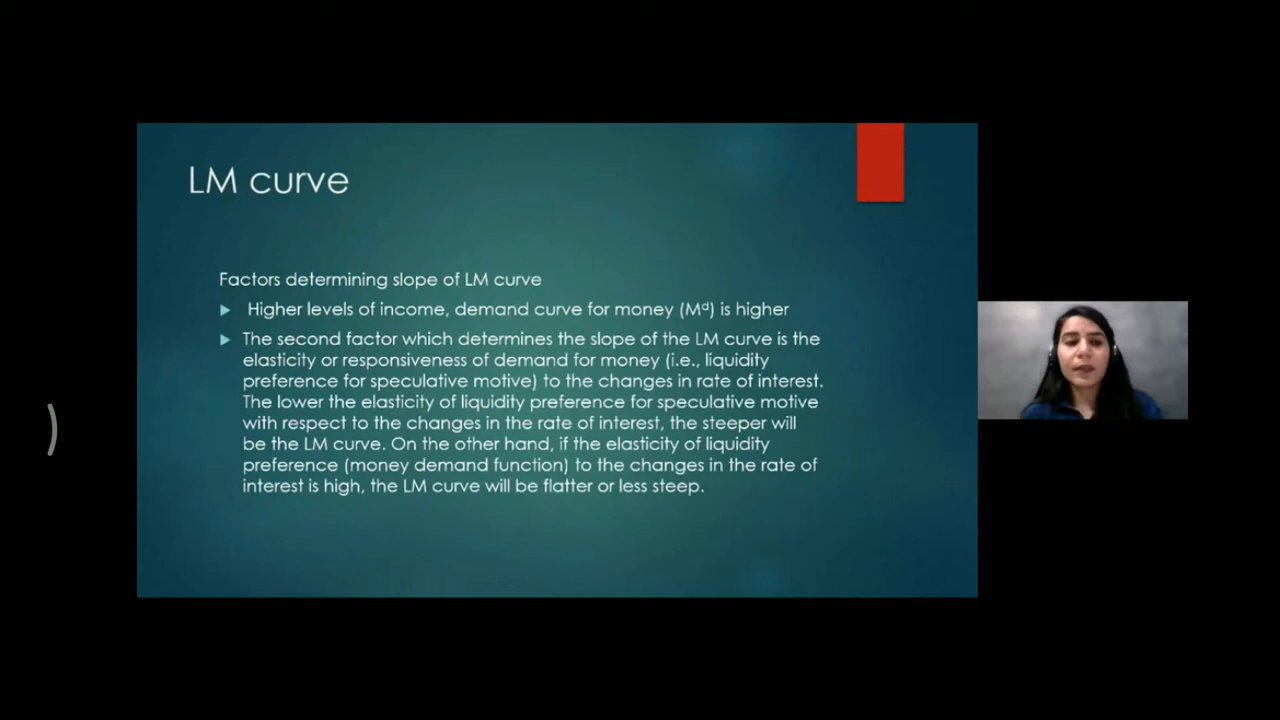 LM curve
Factors determining slope of LM curve
Higher levels of income, demand curve for money (Mᵈ) is higher
The second factor which determines the slope of the LM curve is the
elasticity or responsiveness of demand for money (i.e., liquidity
preference for speculative motive) to the changes in rate of interest.
The lower the elasticity of liquidity preference for speculative motive
with respect to the changes in the rate of interest, the steeper will
be the LM curve. On the other hand, if the elasticity of liquidity
preference (money demand function) to the changes in the rate of
interest is high, the LM curve will be flatter or less steep.